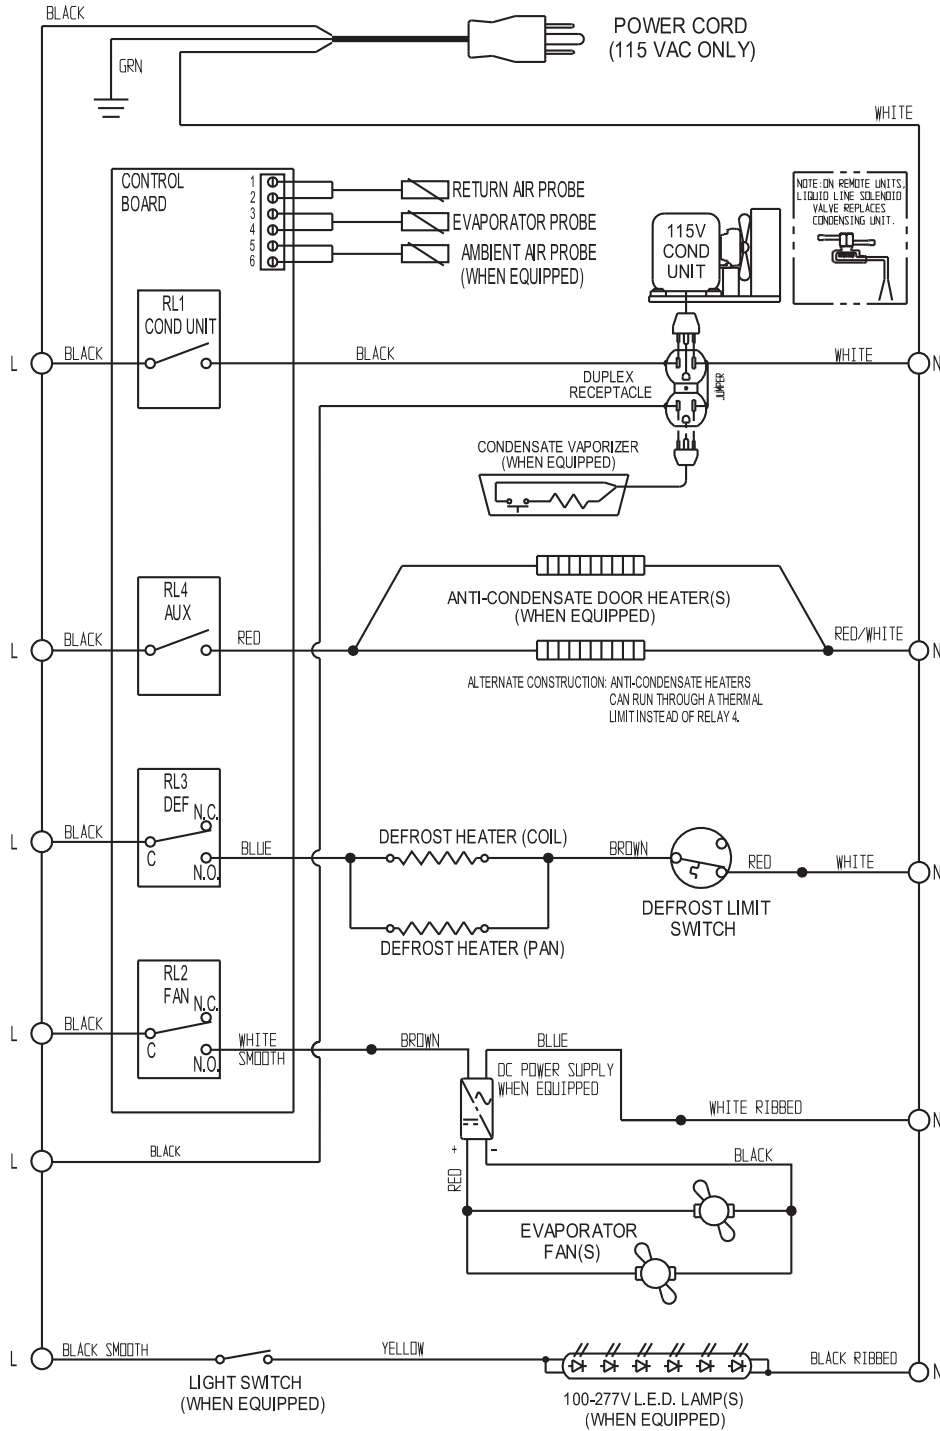 BLACK
POWER CORD
(115 VAC ONLY)
GRN
WHITE
CONTROL
BOARD
1
2
3
4
5
6
RETURN AIR PROBE
EVAPORATOR PROBE
AMBIENT AIR PROBE
(WHEN EQUIPPED)
115V
COND
UNIT
NOTE: ON REMOTE UNITS,
LIQUID LINE SOLENOID
VALVE REPLACES
CONDENSING UNIT.
RL1
COND UNIT
L
BLACK
BLACK
WHITE
N
DUPLEX
RECEPTACLE
JUMPER
CONDENSATE VAPORIZER
(WHEN EQUIPPED)
RL4
AUX
L
BLACK
RED
ANTI-CONDENSATE DOOR HEATER(S)
(WHEN EQUIPPED)
RED/WHITE
N
ALTERNATE CONSTRUCTION: ANTI-CONDENSATE HEATERS
CAN RUN THROUGH A THERMAL
LIMIT INSTEAD OF RELAY 4.
RL3
DEF
N.C.
L
BLACK
C
N.O.
BLUE
DEFROST HEATER (COIL)
BROWN
RED
WHITE
N
DEFROST LIMIT
SWITCH
DEFROST HEATER (PAN)
RL2
FAN
N.C.
L
BLACK
C
N.O.
WHITE
SMOOTH
BROWN
BLUE
DC POWER SUPPLY
WHEN EQUIPPED
WHITE RIBBED
N
L
BLACK
+
-
RED
BLACK
EVAPORATOR
FAN(S)
L
BLACK SMOOTH
YELLOW
BLACK RIBBED
N
LIGHT SWITCH
(WHEN EQUIPPED)
100-277V L.E.D. LAMP(S)
(WHEN EQUIPPED)